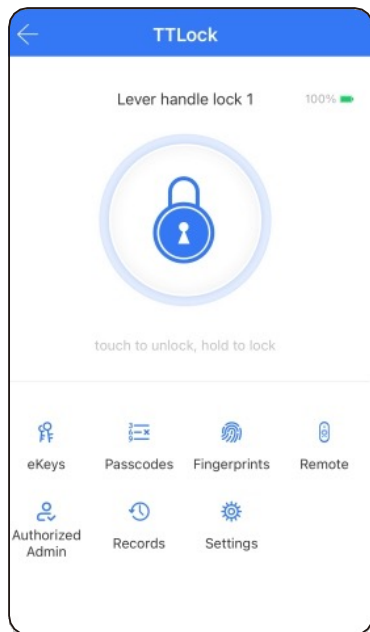 TTLock
Lever handle lock 1
100%
touch to unlock, hold to lock
eKeys
Passcodes
Fingerprints
Remote
Authorized
Admin
Records
Settings